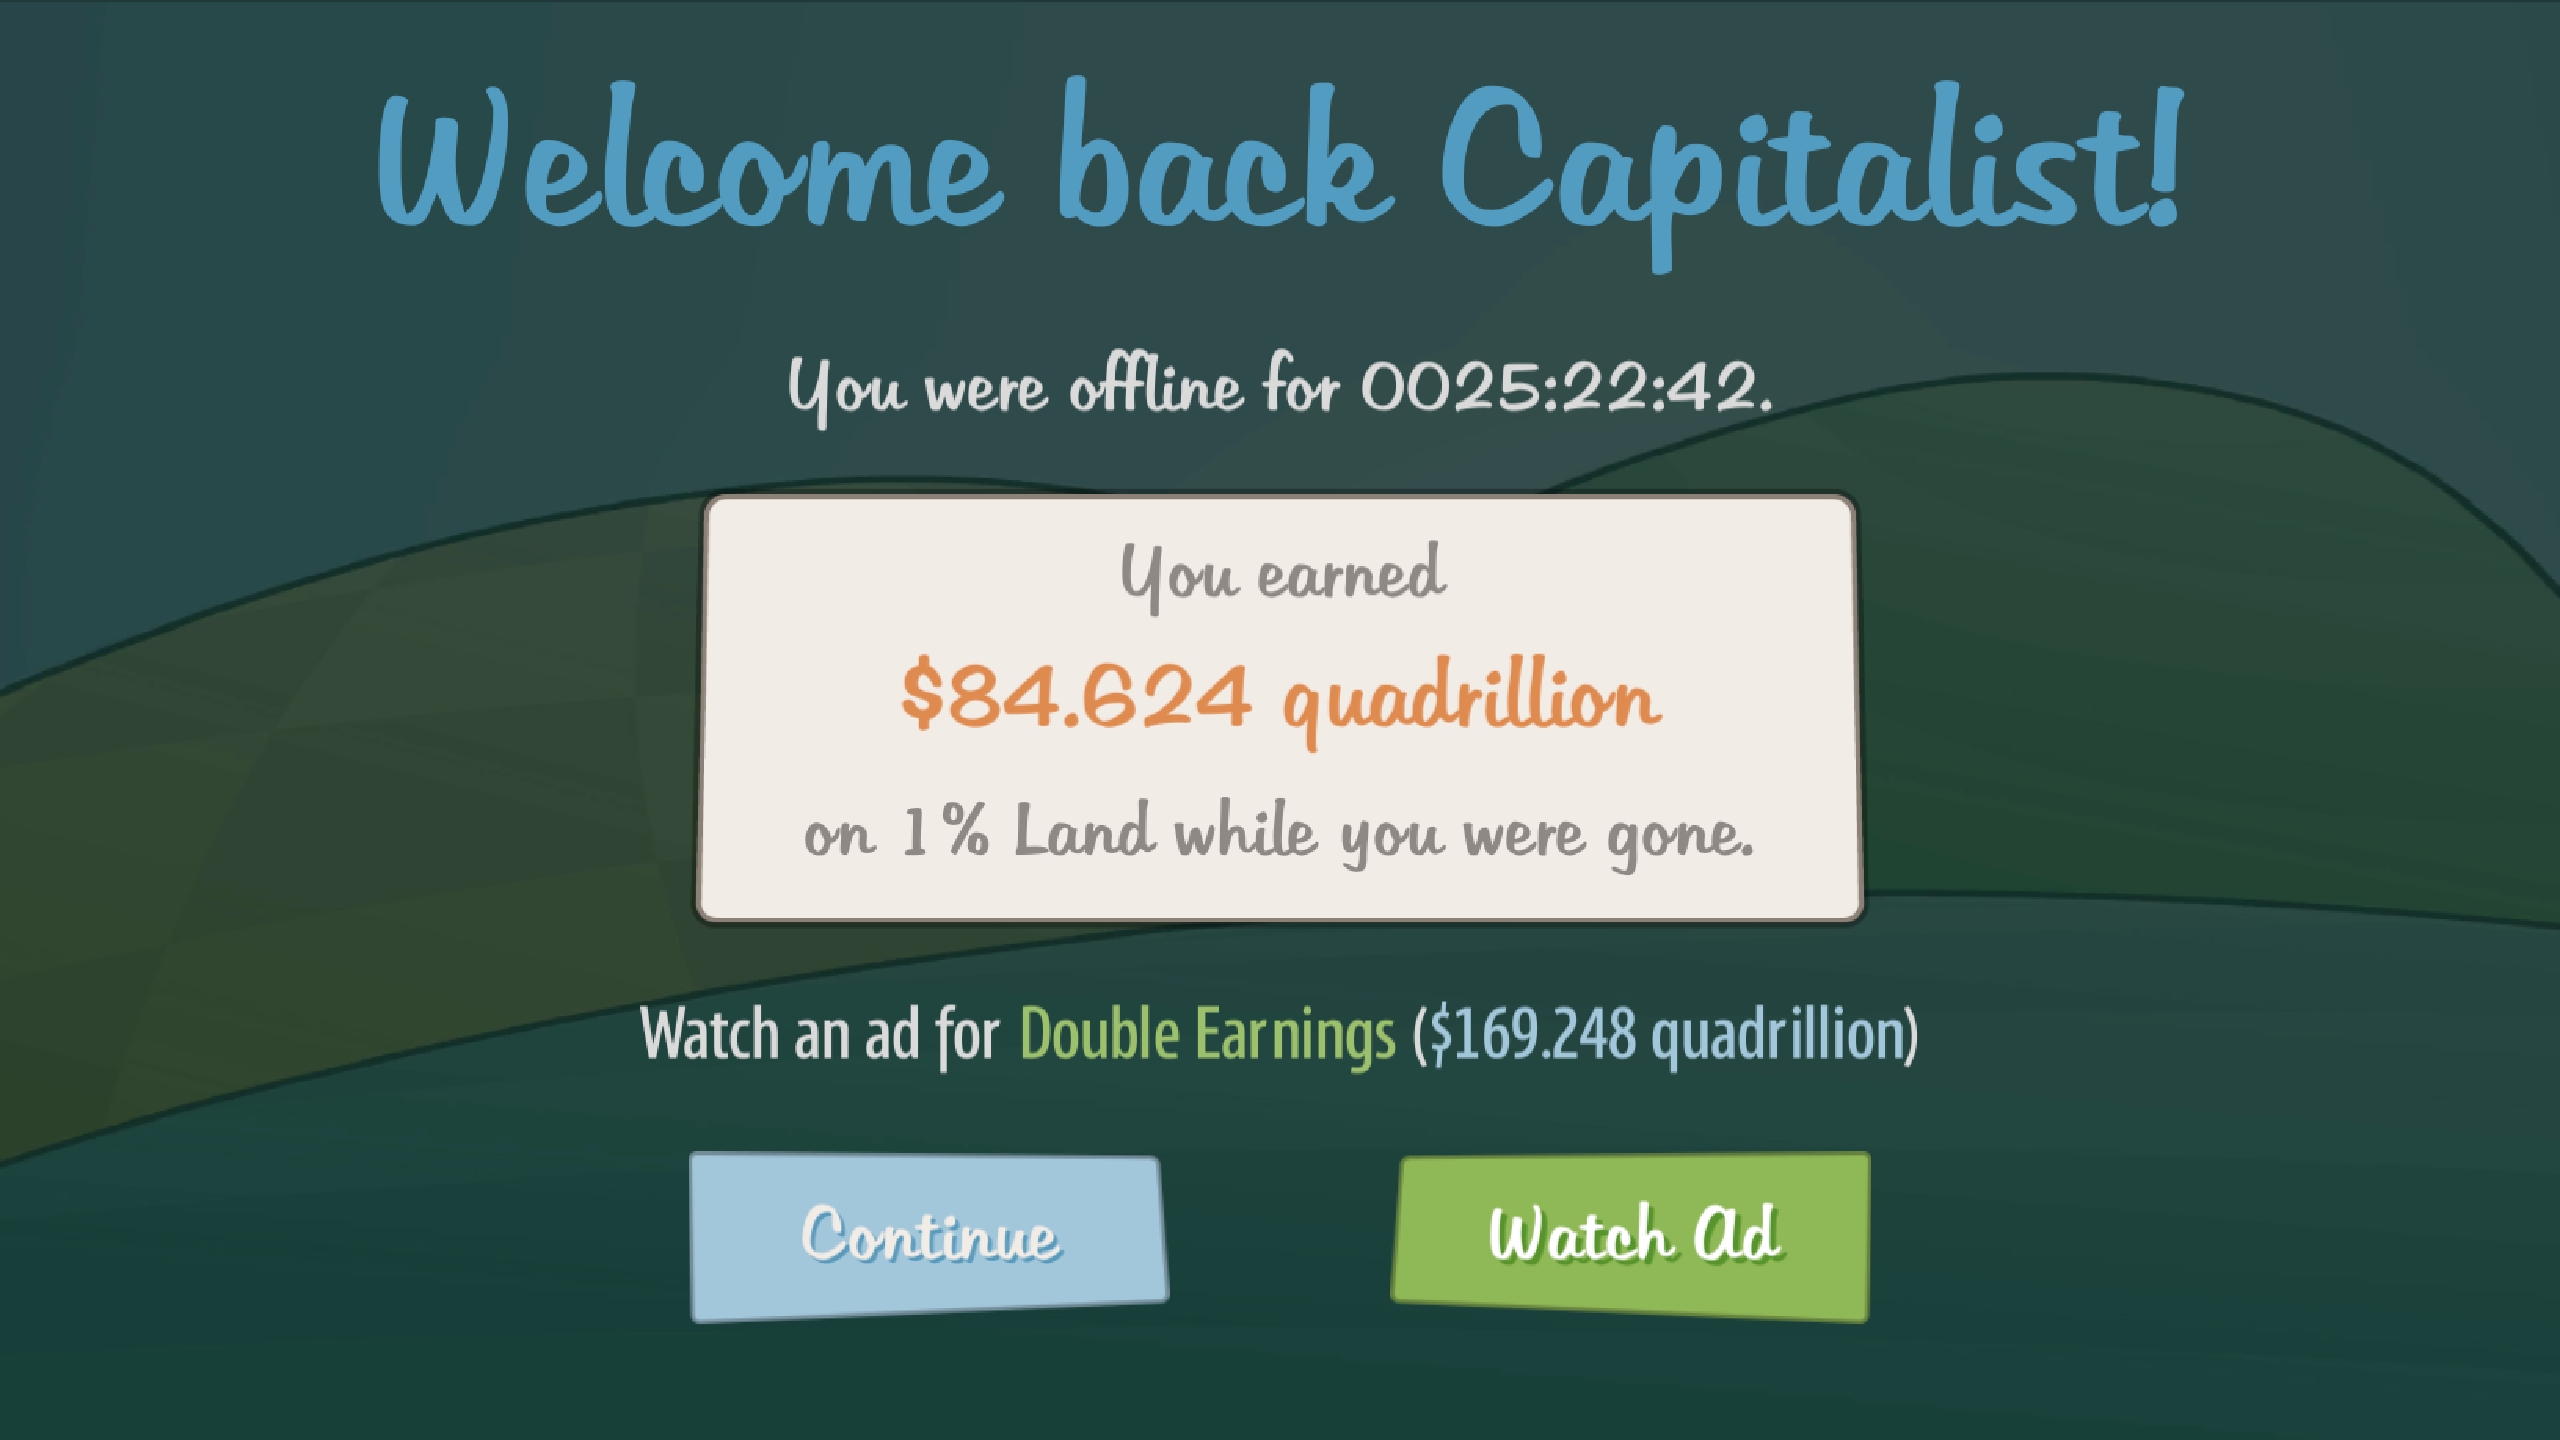 Welcome back Capitalist!
You were offline for 0025:22:42.
You earned
$84.624 quadrillion
on 1% Land while you were gone.
Watch an ad for Double Earnings ($169.248 quadrillion)
Continue
Watch Ad